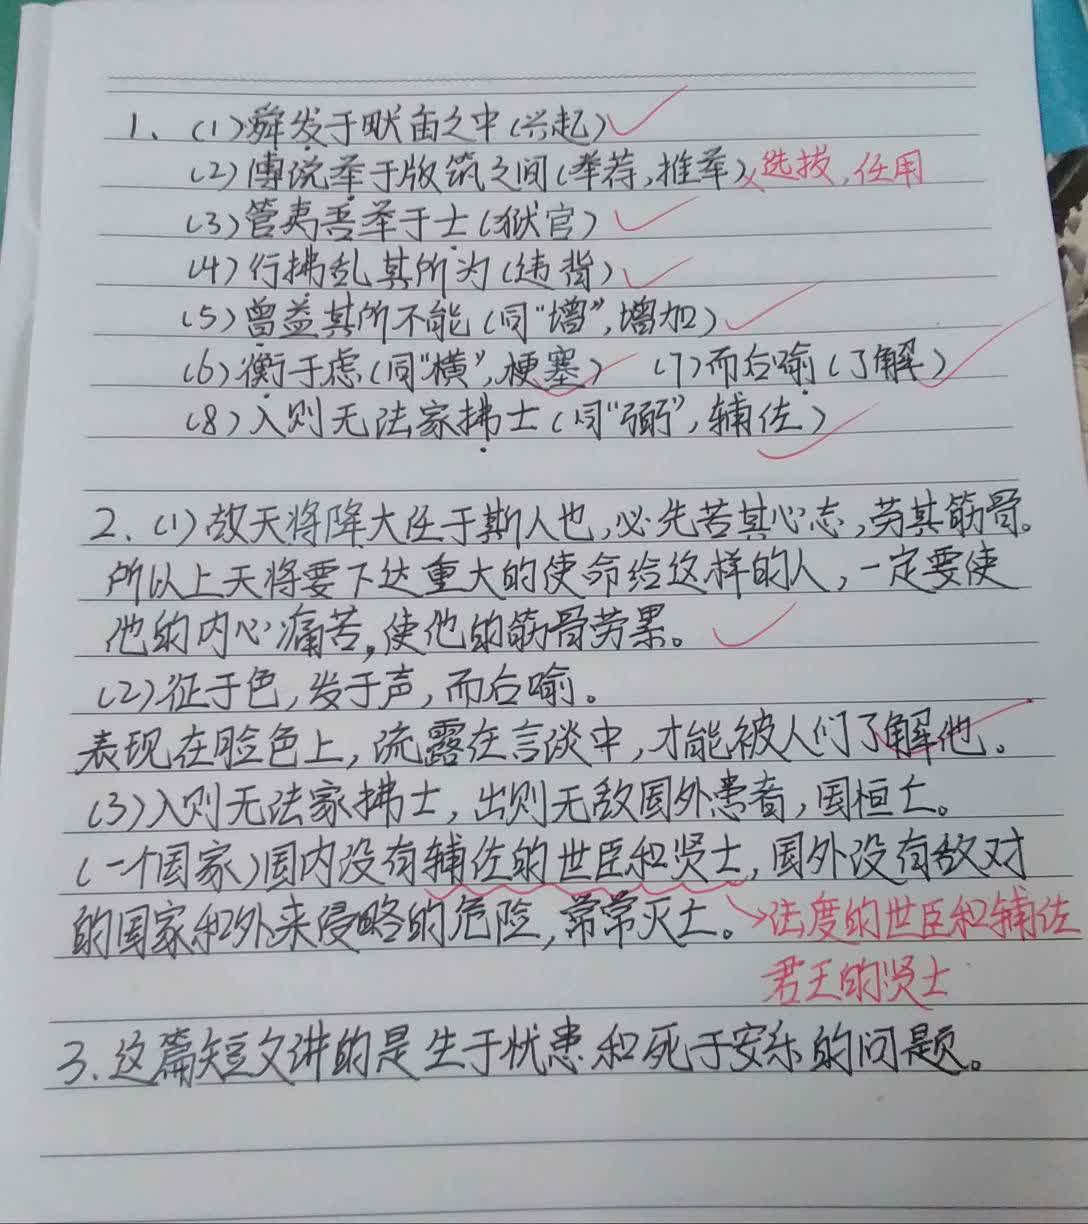 1、(1)舜发于畎亩之中(兴起)
(2)傅说举于版筑之间(举荐,推举)选拔,任用
(3)管夷吾举于士(狱官)
(4)行拂乱其所为(违背)
(5)曾益其所不能(同“增”,增加)
(6)衡于虑(同“横”,梗塞) (7)而后喻(了解)
(8)入则无法家拂士(同“弼”,辅佐)
2.(1)故天将降大任于斯人也,必先苦其心志,劳其筋骨。
所以上天将要下达重大的使命给这样的人,一定要使
他的内心痛苦,使他的筋骨劳累。
(2)征于色,发于声,而后喻。
表现在脸色上,流露在言谈中,才能被人们了解他。
(3)入则无法家拂士,出则无敌国外患者,国恒亡。
(一个国家)国内没有辅佐的世臣和贤士,国外没有敌对
的国家和外来侵略的危险,常常灭亡。法度的世臣和辅佐
君王的贤士
3.这篇短文讲的是生于忧患和死于安乐的问题。